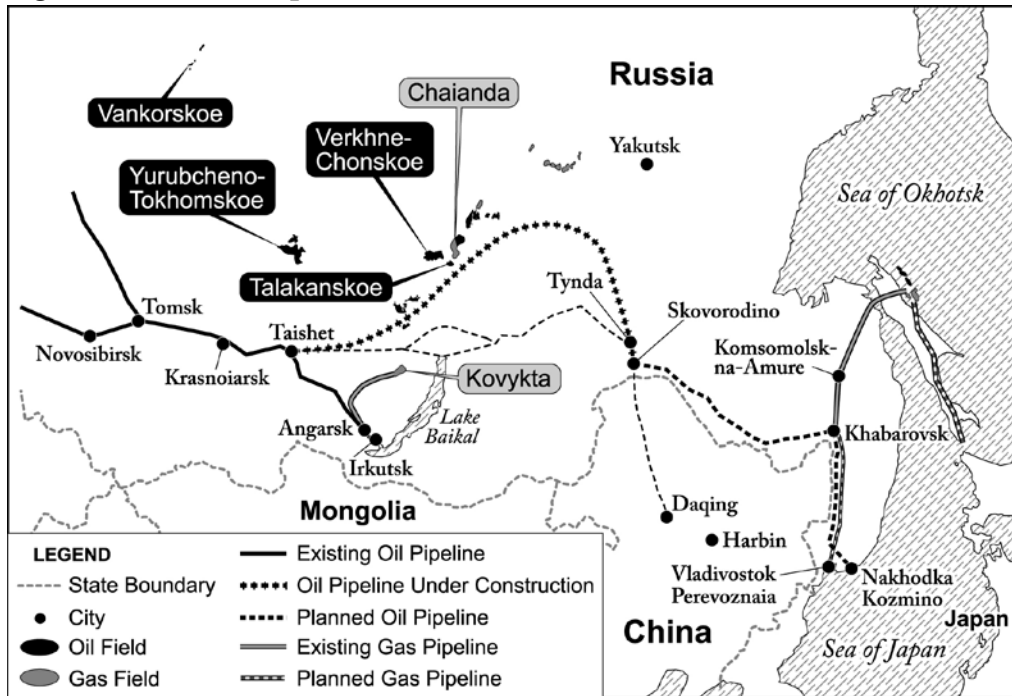 Vankorskoe
Yurubcheno-
Tokhomskoe
Verkhne-
Chonskoe
Chaianda
Talakanskoe
Russia
Yakutsk
Sea of Okhotsk
Tomsk
Novosibirsk
Krasnoiarsk
Taishet
Tynda
Skovorodino
Komsomolsk-
na-Amure
Kovykta
Angarsk
Lake
Baikal
Irkutsk
Khabarovsk
Mongolia
Daqing
Harbin
Vladivostok
Perevoznaia
Nakhodka
Kozmino
Japan
China
Sea of Japan
LEGEND
State Boundary
City
Oil Field
Gas Field
Existing Oil Pipeline
Oil Pipeline Under Construction
Planned Oil Pipeline
Existing Gas Pipeline
Planned Gas Pipeline